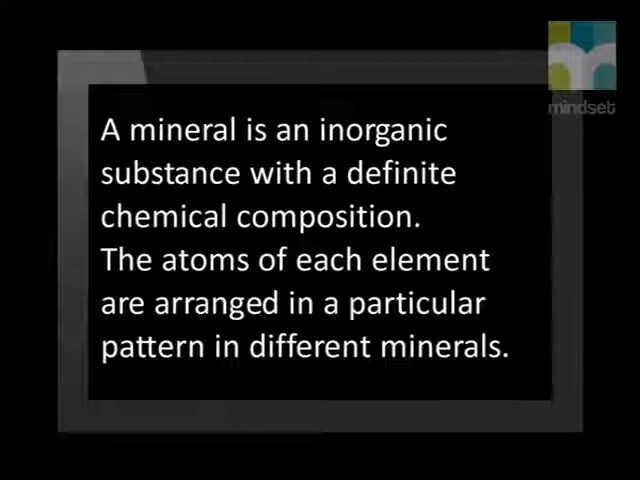 mindset
A mineral is an inorganic
substance with a definite
chemical composition.
The atoms of each element
are arranged in a particular
pattern in different minerals.